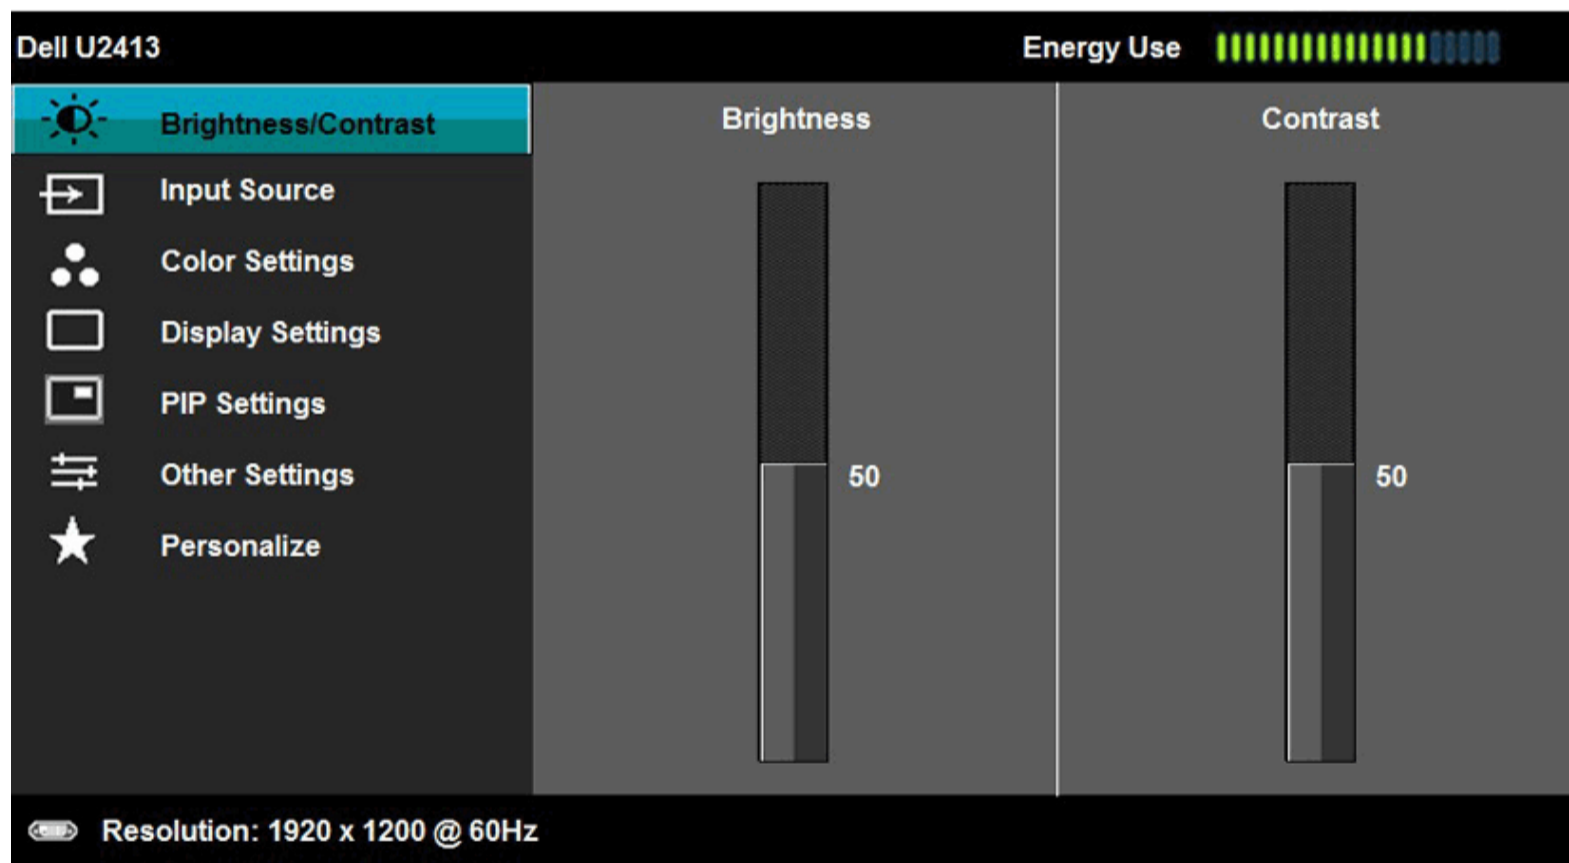 Dell U2413
Energy Use
Brightness/Contrast
Input Source
Color Settings
Display Settings
PIP Settings
Other Settings
Personalize
Brightness
50
Contrast
50
Resolution: 1920 x 1200 @ 60Hz